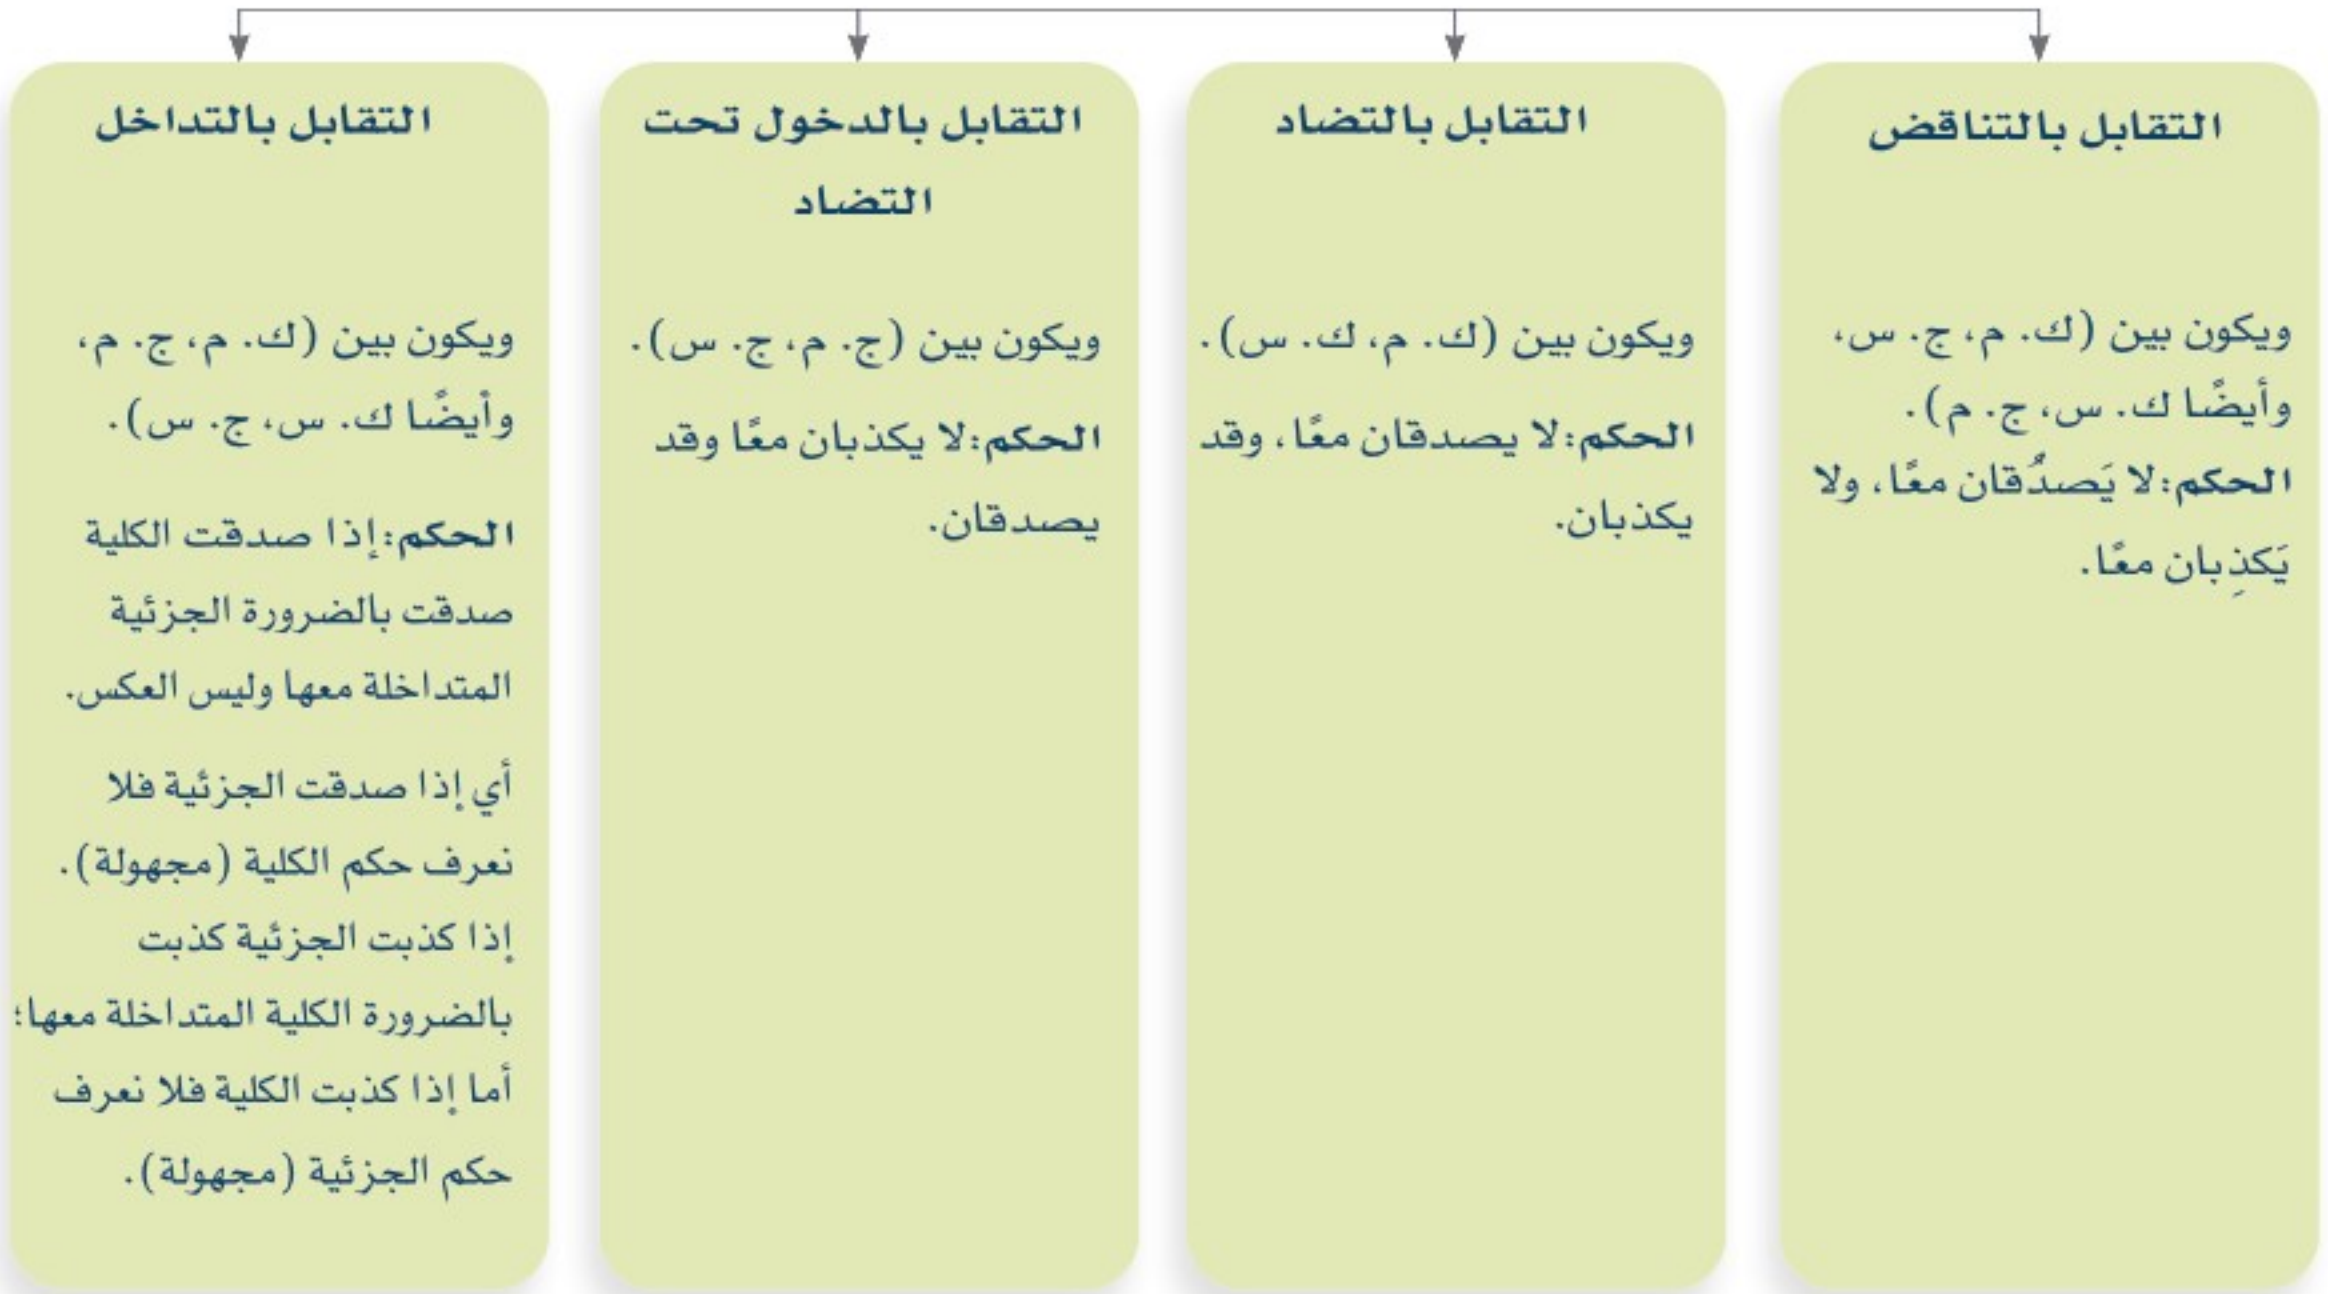 التقابل بالتناقض
ويكون بين (ك. م، ج. س،
وأيضًا ك. س، ج. م).
الحكم: لا يَصدُقان معًا، ولا
يَكذِبان معًا.
التقابل بالتضاد
ويكون بين (ك. م، ك. س).
الحكم: لا يصدقان معًا، وقد
يكذبان.
التقابل بالدخول تحت
التضاد
ويكون بين (ج. م، ج. س).
الحكم: لا يكذبان معًا وقد
يصدقان.
التقابل بالتداخل
ويكون بين (ك. م، ج. م،
وأيضًا ك. س، ج. س).
الحكم: إذا صدقت الكلية
صدقت بالضرورة الجزئية
المتداخلة معها وليس العكس.
أي إذا صدقت الجزئية فلا
نعرف حكم الكلية (مجهولة).
إذا كذبت الجزئية كذبت
بالضرورة الكلية المتداخلة معها؛
أما إذا كذبت الكلية فلا نعرف
حكم الجزئية (مجهولة).